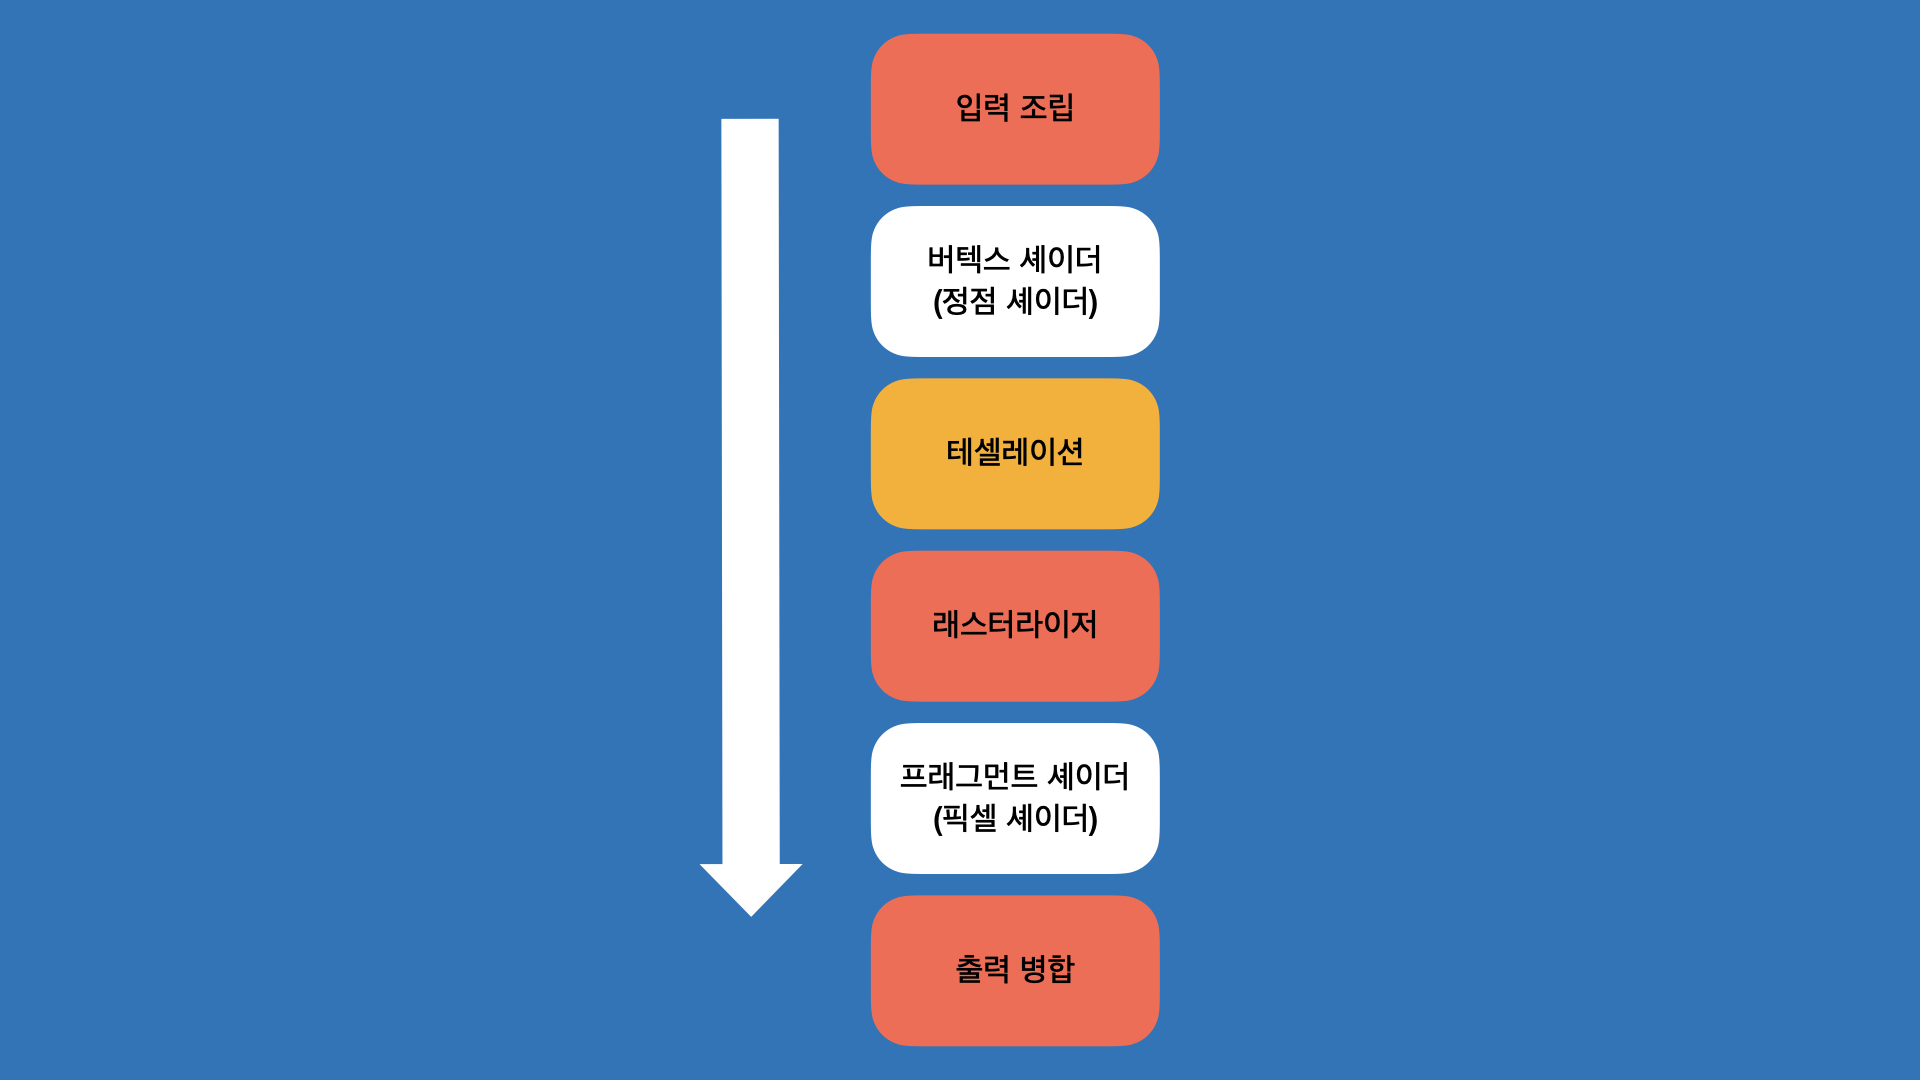 입력 조립
버텍스 셰이더
(정점 셰이더)
테셀레이션
래스터라이저
프래그먼트 셰이더
(픽셀 셰이더)
출력 병합